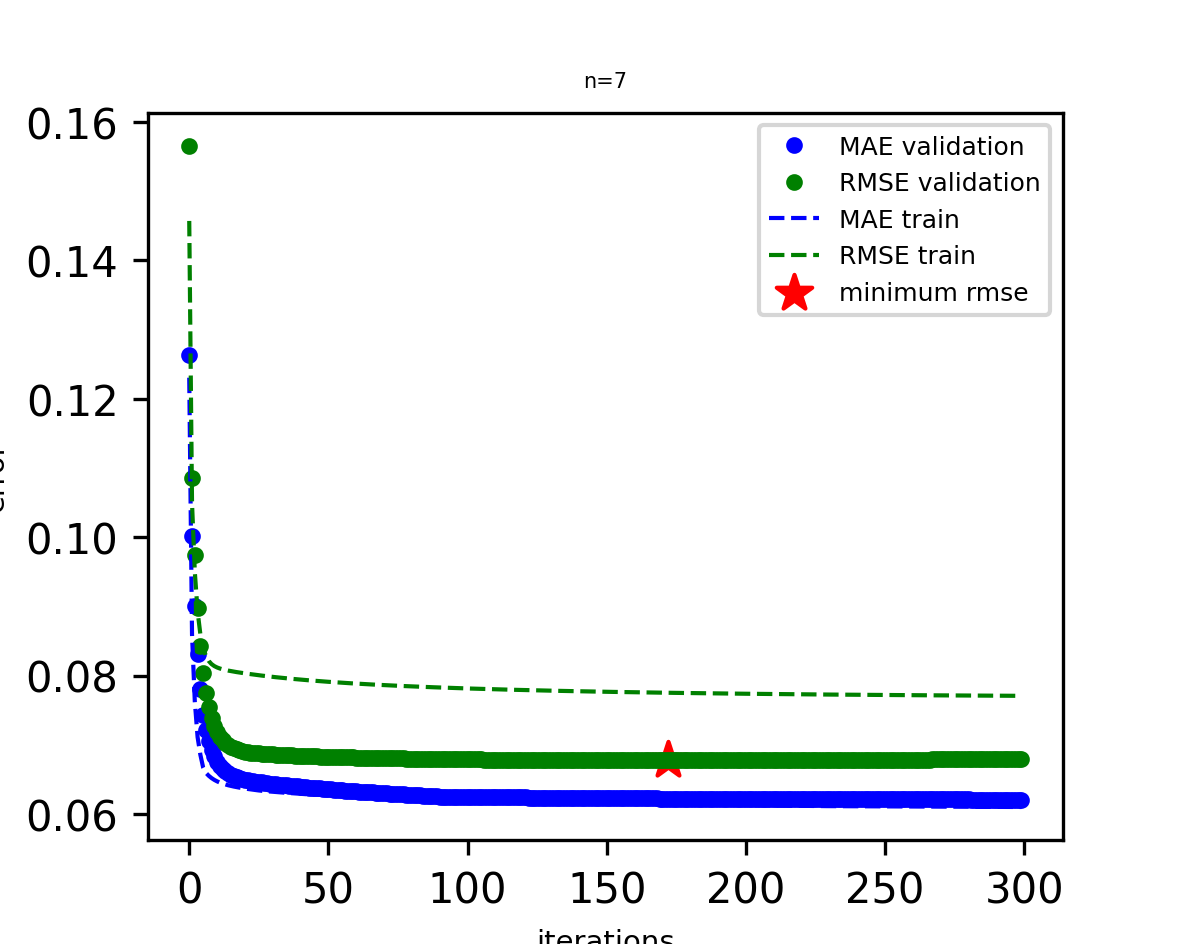 n=7
0.16
0.14
0.12
0.10
0.08
0.06
0 50 100 150 200 250 300
iterations
MAE validation
RMSE validation
MAE train
RMSE train
minimum rmse